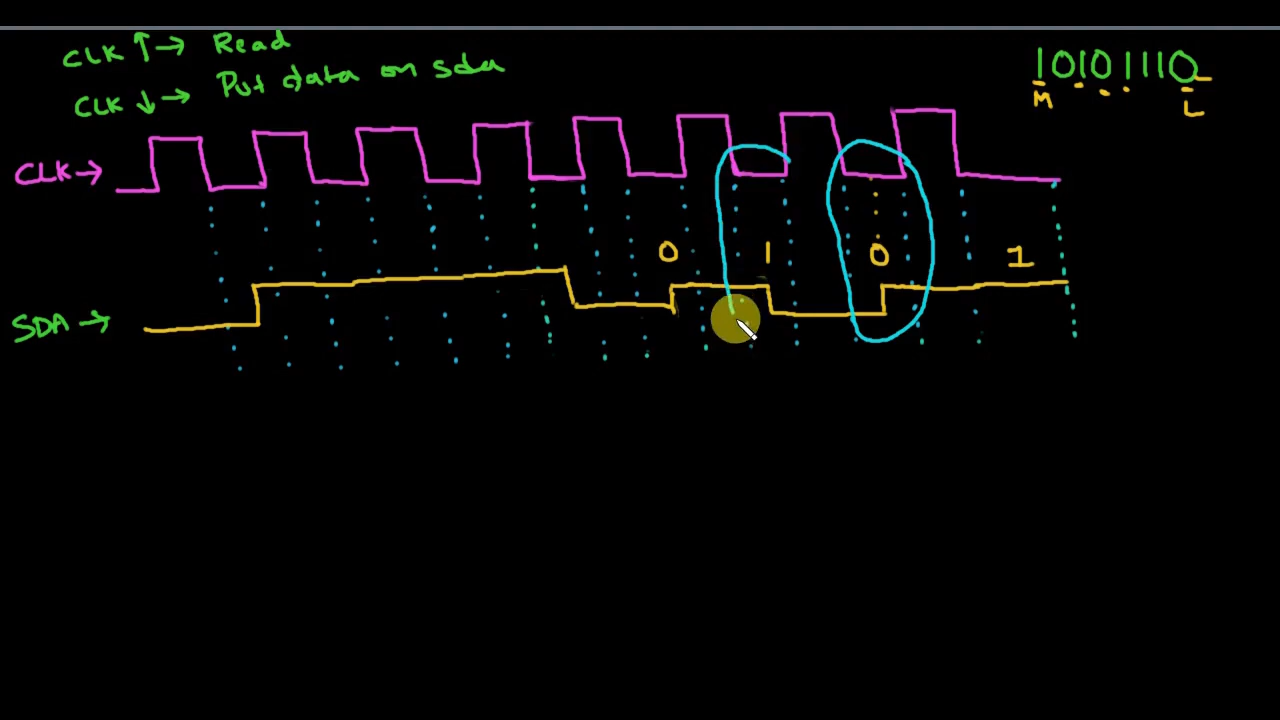 CLK ↑→ Read
CLK ↓→ Put data on sda
10101110
M L
CLK→
0 1 0 1
SDA→